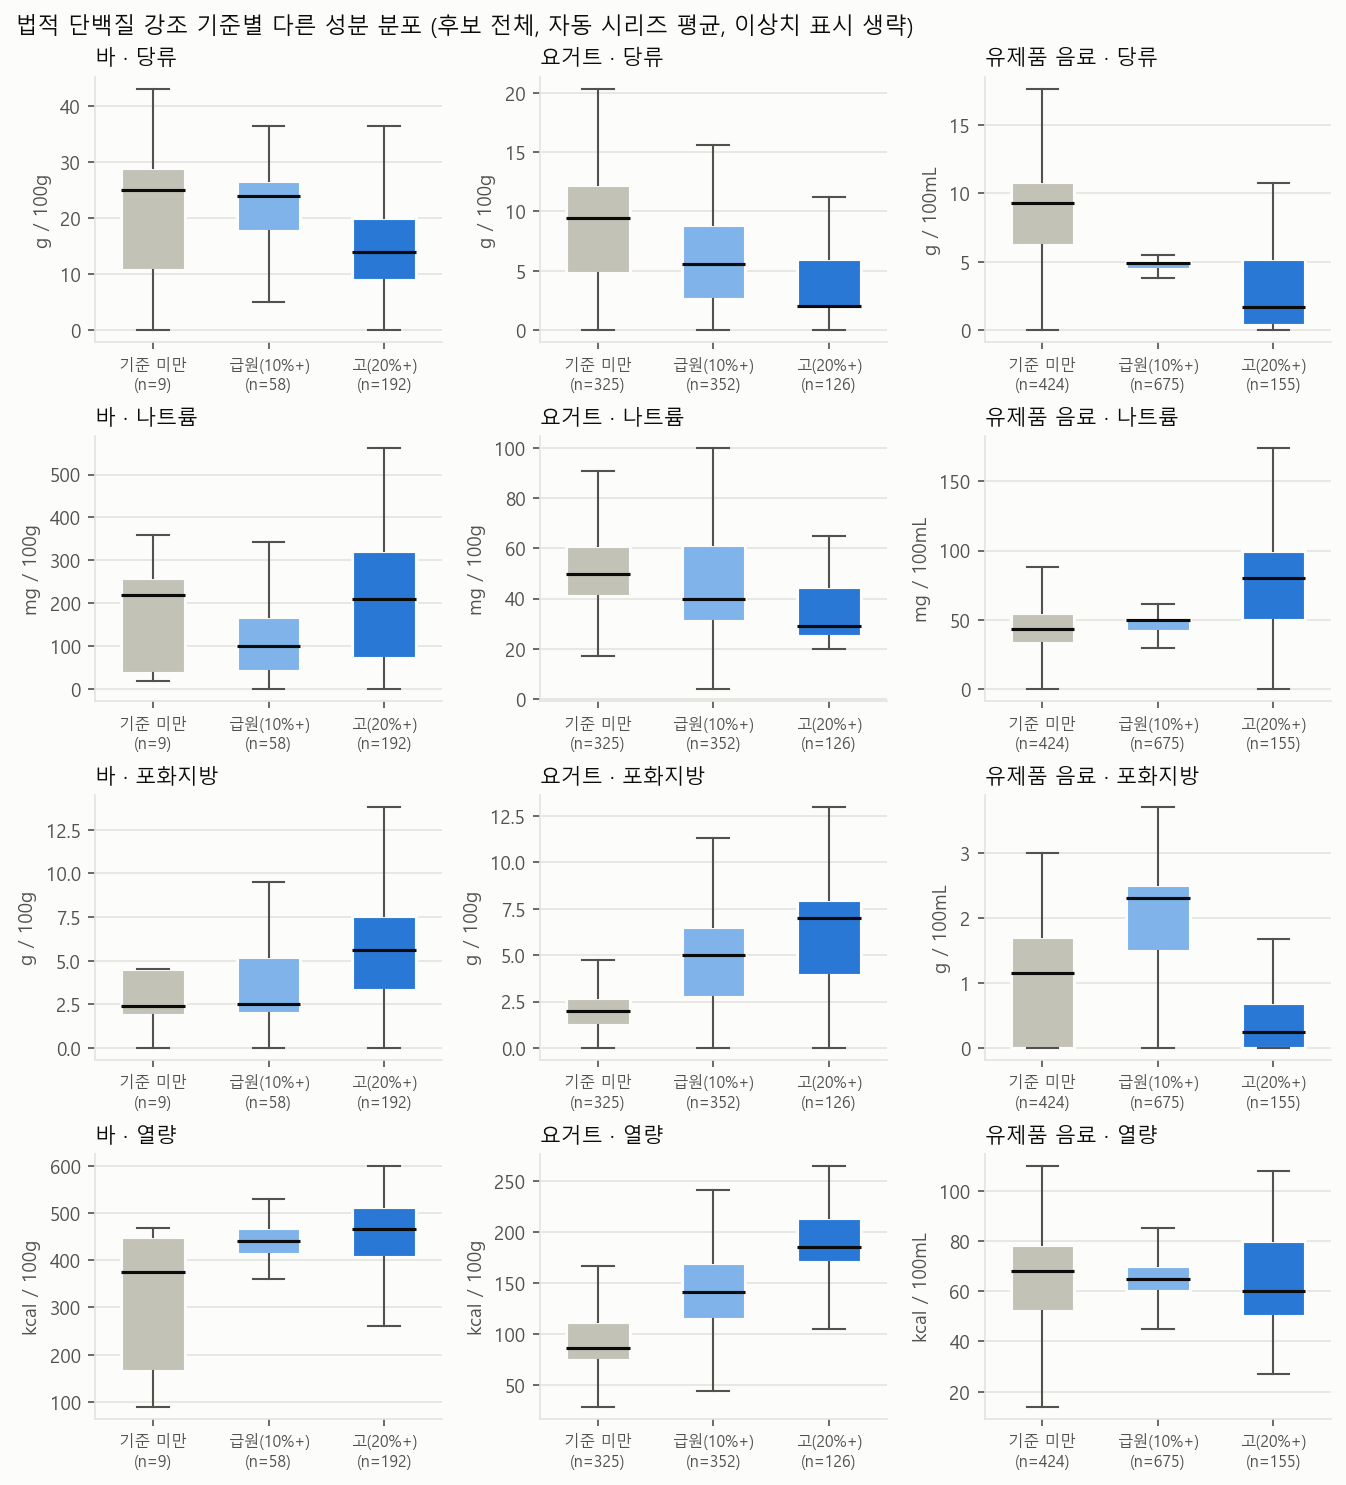 법적 단백질 강조 기준별 다른 성분 분포 (후보 전체, 자동 시리즈 평균, 이상치 표시 생략)
바 · 당류
g / 100g
40
30
20
10
0
기준 미만
(n=9)
급원(10%+)
(n=58)
고(20%+)
(n=192)
요거트 · 당류
g / 100g
20
15
10
5
0
기준 미만
(n=325)
급원(10%+)
(n=352)
고(20%+)
(n=126)
유제품 음료 · 당류
g / 100mL
15
10
5
0
기준 미만
(n=424)
급원(10%+)
(n=675)
고(20%+)
(n=155)
바 · 나트륨
mg / 100g
500
400
300
200
100
0
기준 미만
(n=9)
급원(10%+)
(n=58)
고(20%+)
(n=192)
요거트 · 나트륨
mg / 100g
100
80
60
40
20
0
기준 미만
(n=325)
급원(10%+)
(n=352)
고(20%+)
(n=126)
유제품 음료 · 나트륨
mg / 100mL
150
100
50
0
기준 미만
(n=424)
급원(10%+)
(n=675)
고(20%+)
(n=155)
바 · 포화지방
g / 100g
12.5
10.0
7.5
5.0
2.5
0.0
기준 미만
(n=9)
급원(10%+)
(n=58)
고(20%+)
(n=192)
요거트 · 포화지방
g / 100g
12.5
10.0
7.5
5.0
2.5
0.0
기준 미만
(n=325)
급원(10%+)
(n=352)
고(20%+)
(n=126)
유제품 음료 · 포화지방
g / 100mL
3
2
1
0
기준 미만
(n=424)
급원(10%+)
(n=675)
고(20%+)
(n=155)
바 · 열량
kcal / 100g
600
500
400
300
200
100
기준 미만
(n=9)
급원(10%+)
(n=58)
고(20%+)
(n=192)
요거트 · 열량
kcal / 100g
250
200
150
100
50
기준 미만
(n=325)
급원(10%+)
(n=352)
고(20%+)
(n=126)
유제품 음료 · 열량
kcal / 100mL
100
80
60
40
20
기준 미만
(n=424)
급원(10%+)
(n=675)
고(20%+)
(n=155)